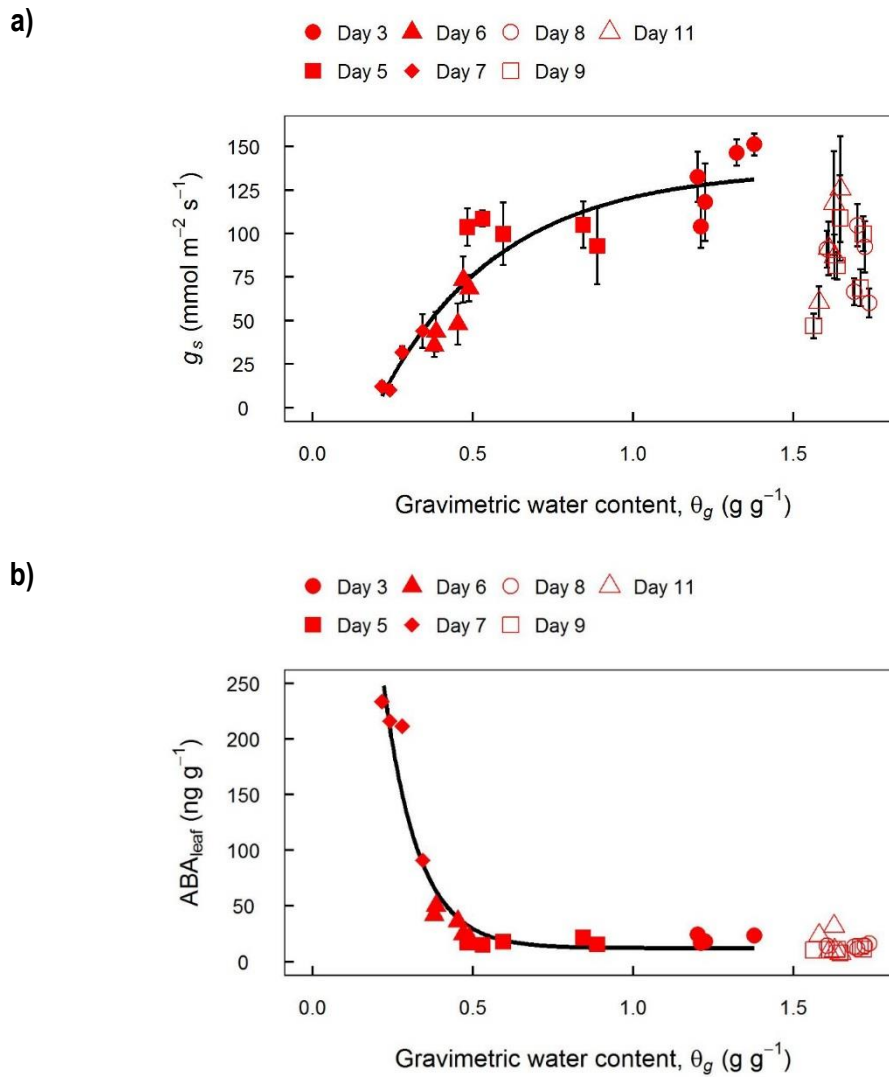 a)
Day 3 Day 6 Day 8 Day 11
Day 5 Day 7 Day 9
150
125
100
75
50
25
0
gs (mmol m−2 s−1)
0.0 0.5 1.0 1.5
Gravimetric water content, θg (g g−1)
b)
Day 3 Day 6 Day 8 Day 11
Day 5 Day 7 Day 9
250
200
150
100
50
0
ABAleaf (ng g−1)
0.0 0.5 1.0 1.5
Gravimetric water content, θg (g g−1)